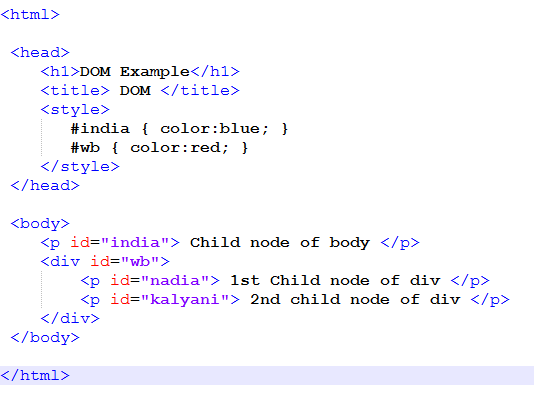 <html>
<head>
<h1>DOM Example</h1>
<title> DOM </title>
<style>
#india { color:blue; }
#wb { color:red; }
</style>
</head>
<body>
<p id="india"> Child node of body </p>
<div id="wb">
<p id="nadia"> 1st Child node of div </p>
<p id="kalyani"> 2nd child node of div </p>
</div>
</body>
</html>